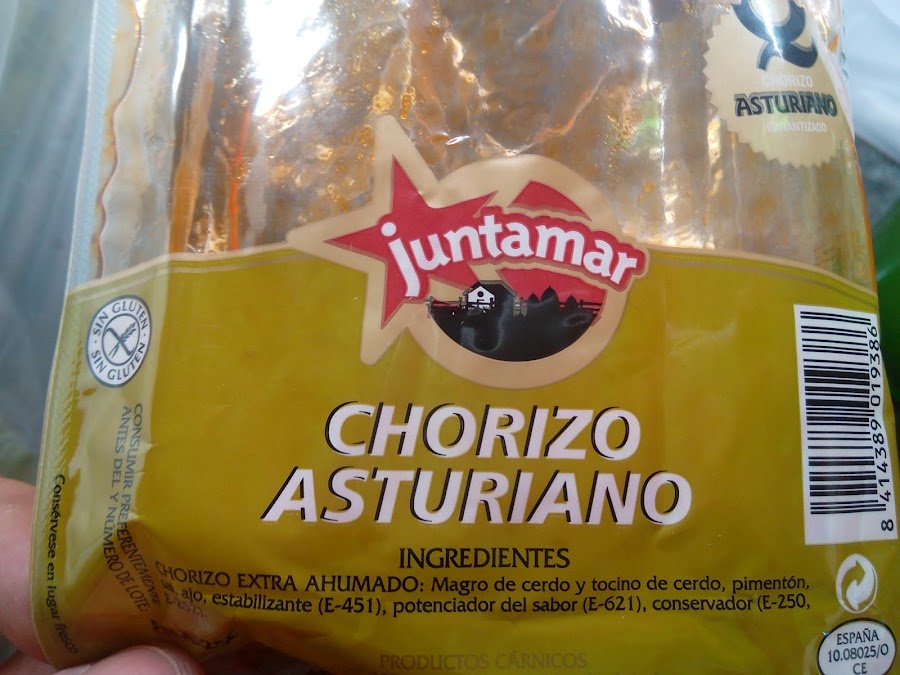 CHORIZO
ASTURIANO
GARANTIZADO
juntamar
SIN GLUTEN
SIN GLUTEN
CHORIZO
ASTURIANO
CONSUMIR PREFERENTEMENTE
ANTES DEL Y NÚMERO DE LOTE:
Consérvese en lugar fresco
8 414389 019386
INGREDIENTES
CHORIZO EXTRA AHUMADO: Magro de cerdo y tocino de cerdo, pimentón,
ajo, estabilizante (E-451), potenciador del sabor (E-621), conservador (E-250,
PRODUCTOS CÁRNICOS
ESPAÑA
10.08025/O
CE